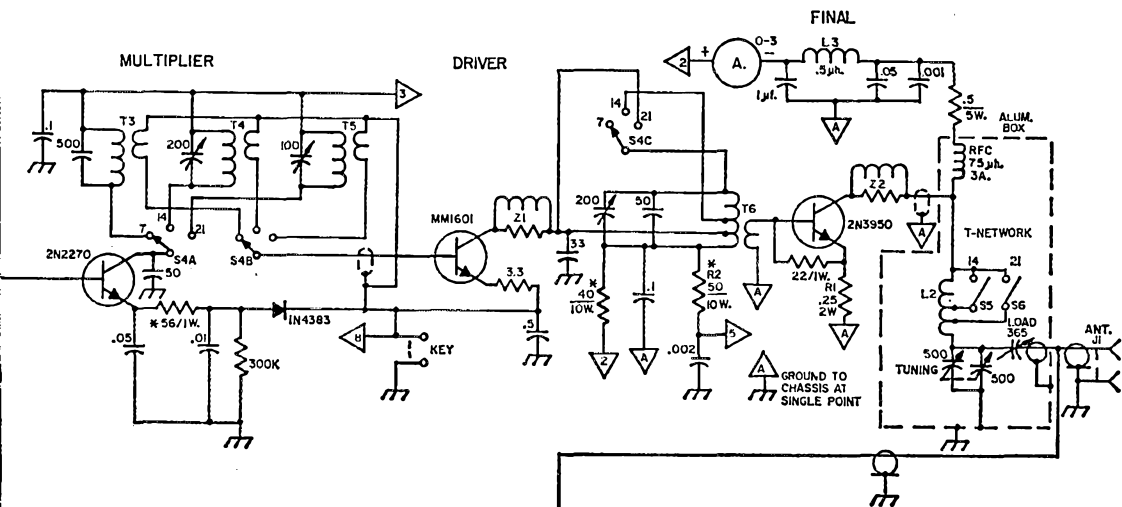 FINAL
MULTIPLIER
DRIVER
2
+
A.
0-3
−
L3
.5μh.
1μf.
.05
.001
A
.5
5W.
ALUM.
BOX
RFC
75μh.
3A.
3
.1
500
T3
200
T4
100
T5
14
7
21
S4C
7
14
21
S4A
S4B
2N2270
50
MM1601
Z1
33
200
50
T6
Z2
2N3950
A
T-NETWORK
14
21
* 56/1W.
.05
.01
1N4383
300K
3.3
8
KEY
.5
*
40
10W.
2
.1
A
*
R2
50
10W.
5
.002
A
22/1W.
R1
.25
2W
A
A
GROUND TO
CHASSIS AT
SINGLE POINT
L2
S5
S6
LOAD
365
ANT.
J1
500
TUNING
500